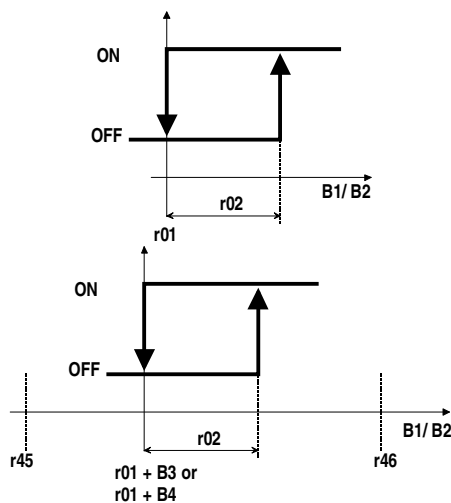 ON
OFF
B1/ B2
r02
r01
ON
OFF
B1/ B2
r02
r45
r46
r01 + B3 or
r01 + B4